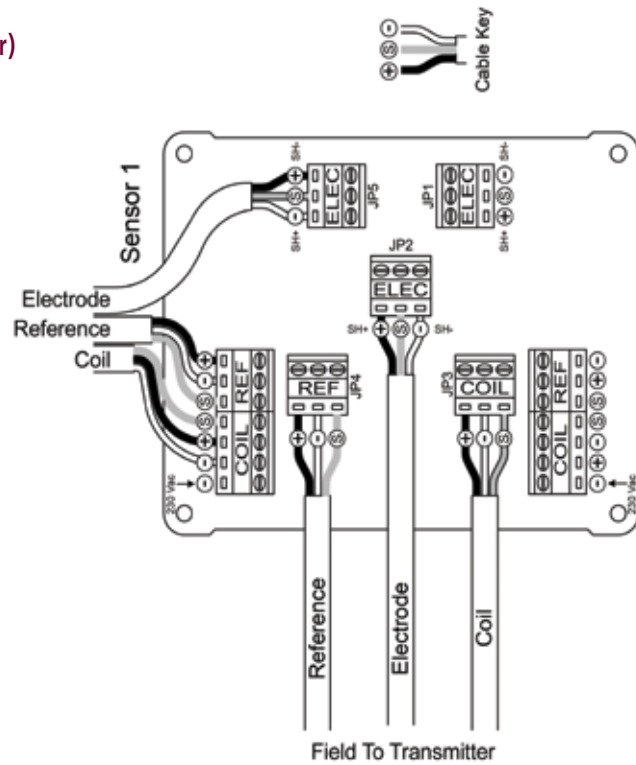 r)
-
S
+
Cable Key
Sensor 1
SH-
+
S
-
SH+
ELEC
JP5
JP1
ELEC
SH-
-
S
+
SH+
JP2
ELEC
SH+
+
S
-
SH-
Electrode
Reference
Coil
+
-
S
S
+
-
-
230 Vac
REF
COIL
REF
JP4
+
-
S
COIL
JP3
+
-
S
REF
COIL
-
+
S
S
-
+
-
230 Vac
Reference
Electrode
Coil
Field To Transmitter